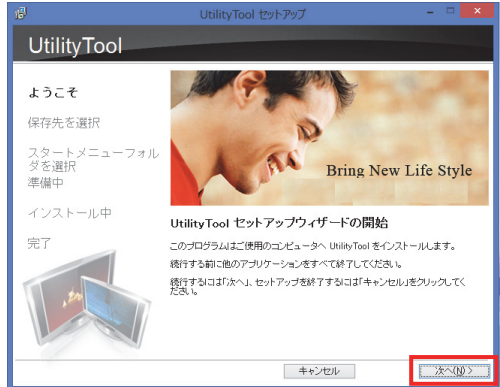 UtilityTool セットアップ
UtilityTool
ようこそ
保存先を選択
スタートメニューフォル
ダを選択
準備中
インストール中
完了
Bring New Life Style
UtilityTool セットアップウィザードの開始
このプログラムはご使用のコンピュータへ UtilityTool をインストールします。
続行する前に他のアプリケーションをすべて終了してください。
続行するには「次へ」、セットアップを終了するには「キャンセル」をクリックしてく
ださい。
キャンセル
次へ(N) >